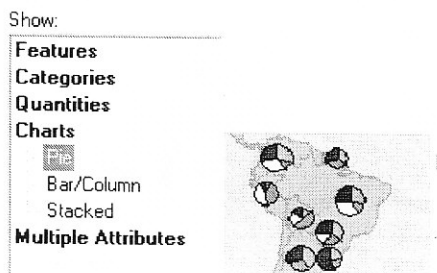 Show:
Features
Categories
Quantities
Charts
Pie
Bar/Column
Stacked
Multiple Attributes